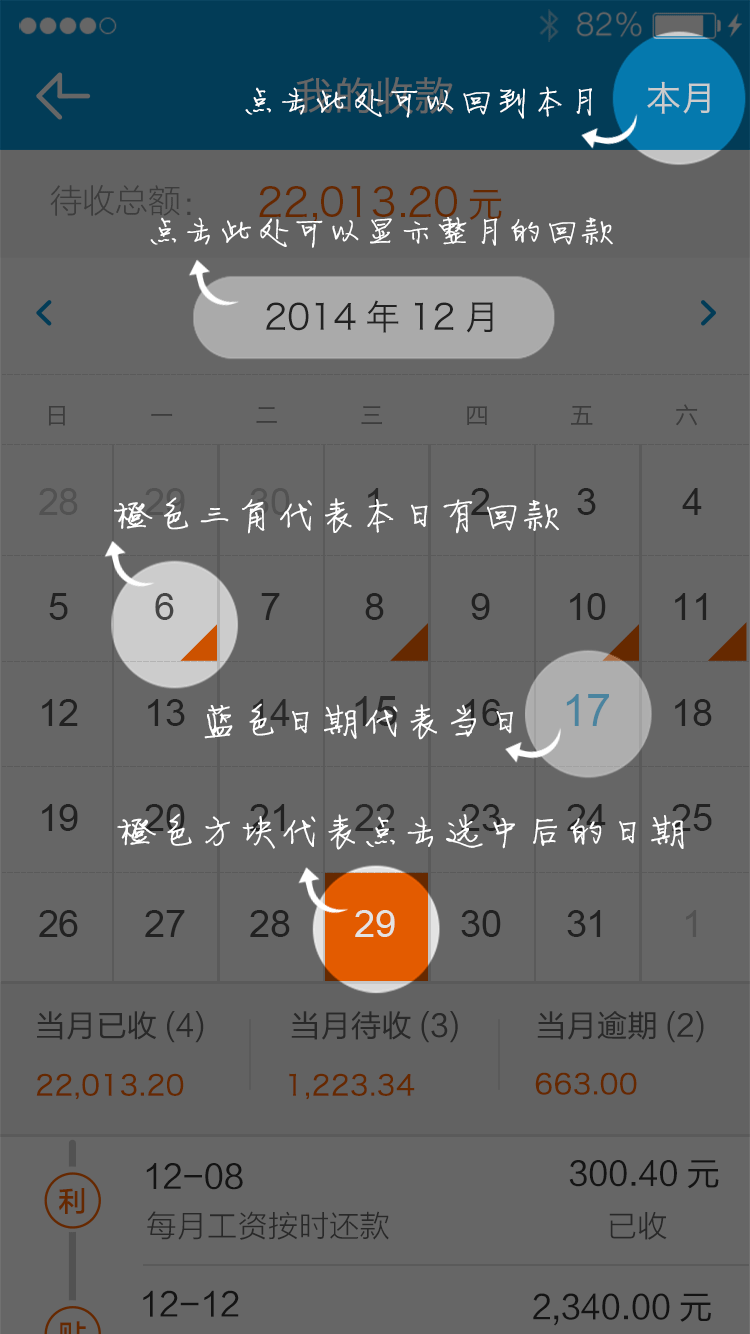 82%
我的收款
点击此处可以回到本月
本月
待收总额：
22,013.20 元
点击此处可以显示整月的回款
2014 年 12 月
日 一 二 三 四 五 六
28 29 30 1 2 3 4
橙色三角代表本日有回款
5 6 7 8 9 10 11
12 13 14 15 16 17 18
蓝色日期代表当日
19 20 21 22 23 24 25
橙色方块代表点击选中后的日期
26 27 28 29 30 31 1
当月已收 (4) 当月待收 (3) 当月逾期 (2)
22,013.20 1,223.34 663.00
12-08 300.40 元
利 每月工资按时还款 已收
12-12 2,340.00 元
贴